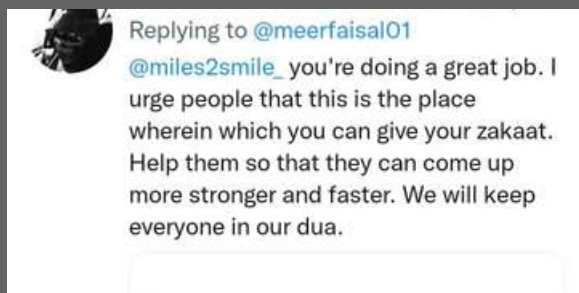 Replying to @meerfaisal01
@miles2smile_ you're doing a great job. I
urge people that this is the place
wherein which you can give your zakaat.
Help them so that they can come up
more stronger and faster. We will keep
everyone in our dua.